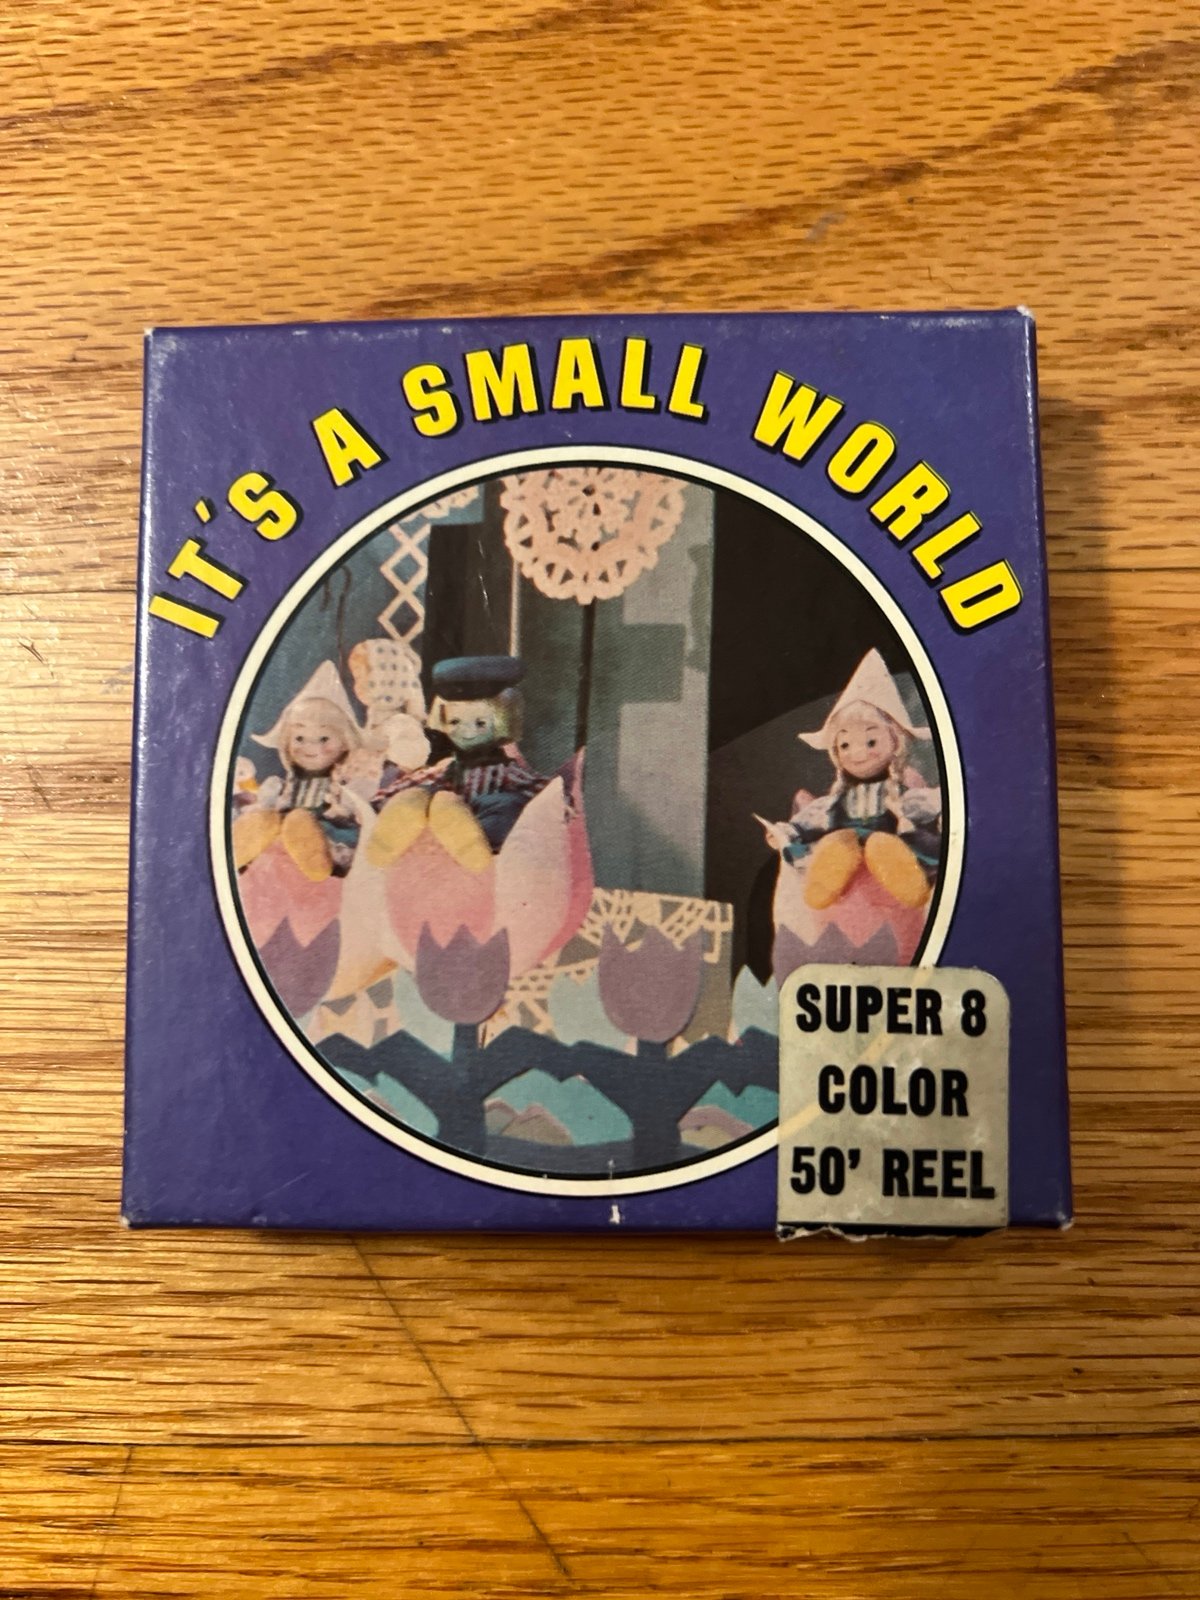 IT'S A SMALL WORLD
SUPER 8
COLOR
50' REEL